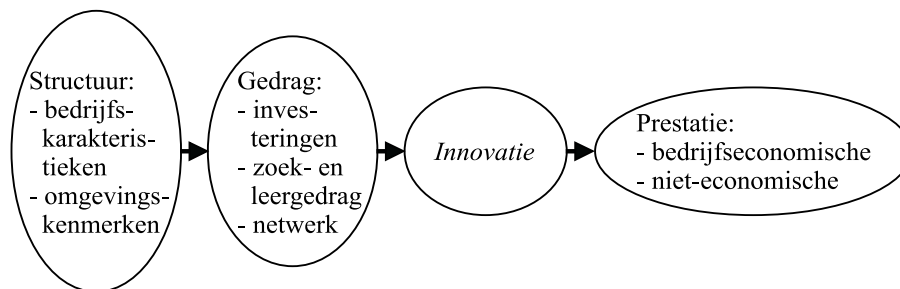 Structuur:
- bedrijfs-
karakteris-
tieken
- omgevings-
kenmerken
Gedrag:
- inves-
teringen
- zoek- en
leergedrag
- netwerk
Innovatie
Prestatie:
- bedrijfseconomische
- niet-economische